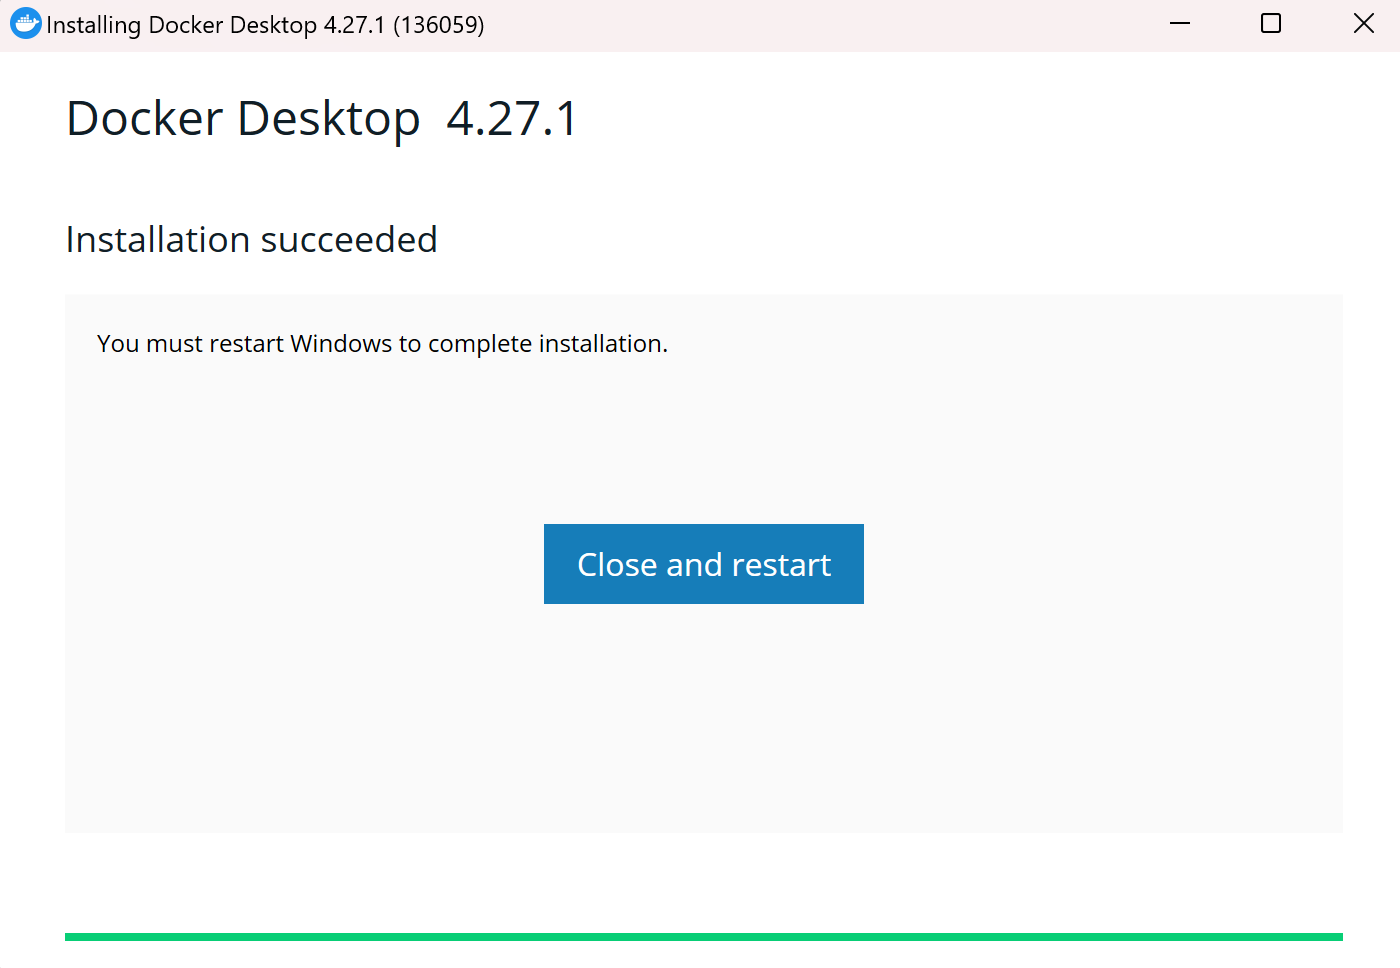 Installing Docker Desktop 4.27.1 (136059)
Docker Desktop 4.27.1
Installation succeeded
You must restart Windows to complete installation.
Close and restart